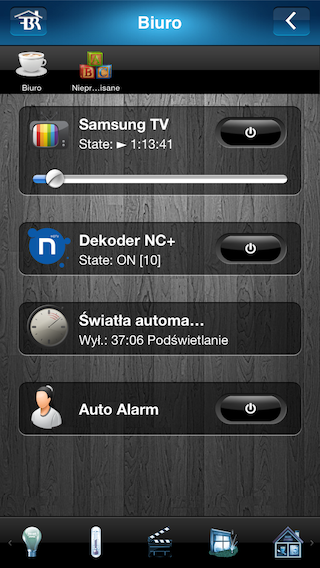 Biuro
Biuro
Niepr...isane
Samsung TV
State: ► 1:13:41
Dekoder NC+
State: ON [10]
Światła automa...
Wył.: 37:06 Podświetlanie
Auto Alarm